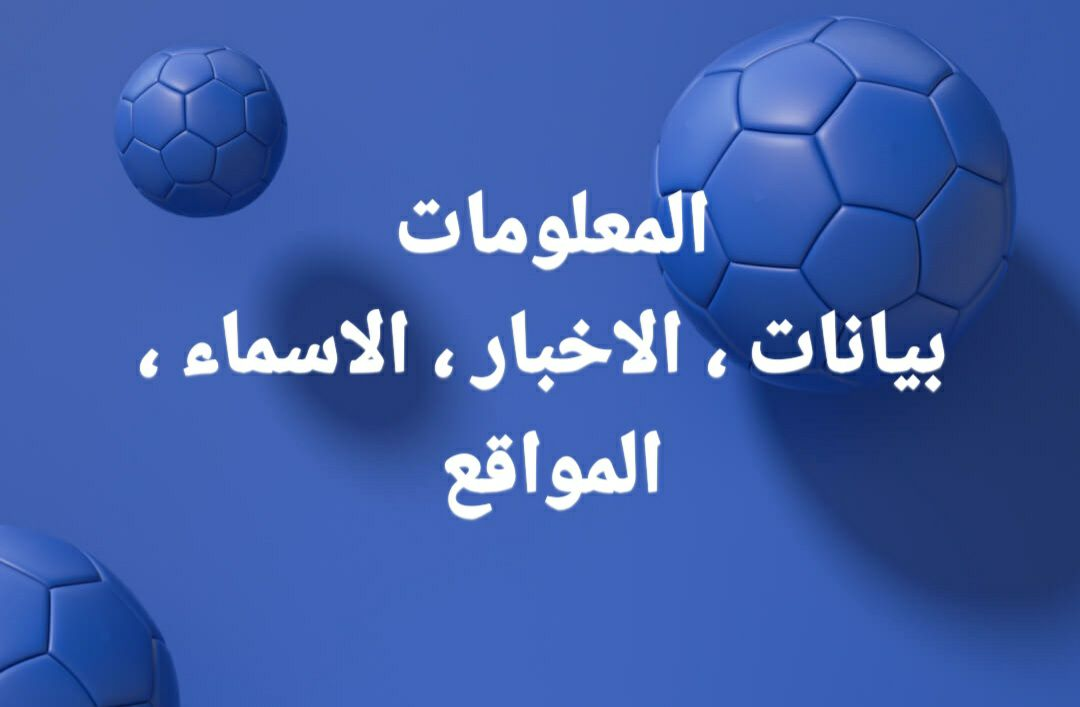 المعلومات
بيانات ، الاخبار ، الاسماء ،
المواقع